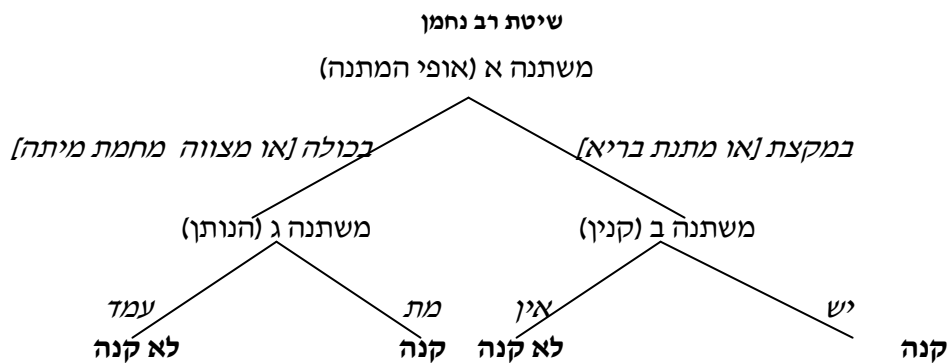 שיטת רב נחמן
משתנה א (אופי המתנה)
במקצת [או מתנת בריא] בכולה [או מצווה מחמת מיתה]
משתנה ב (קנין) משתנה ג (הנותן)
יש אין מת עמד
קנה לא קנה קנה לא קנה